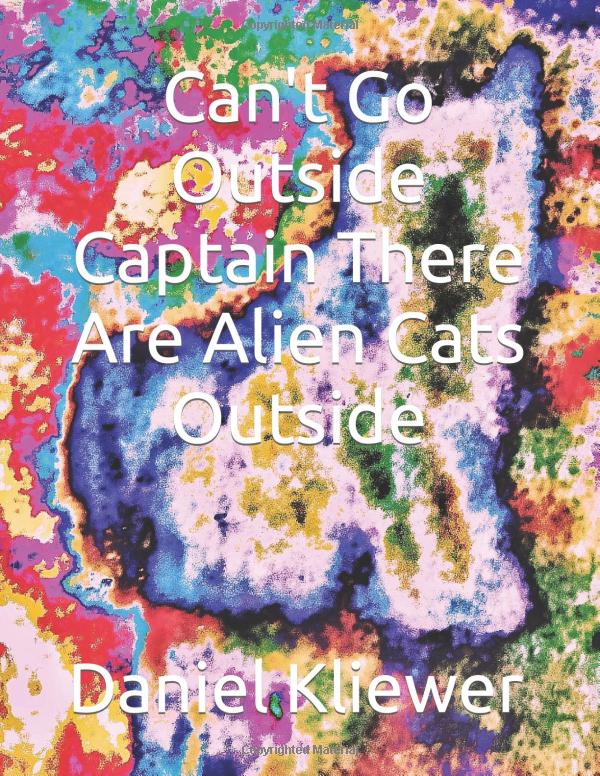 Copyrighted Material
Can't Go
Outside
Captain There
Are Alien Cats
Outside
Daniel Kliewer
Copyrighted Material